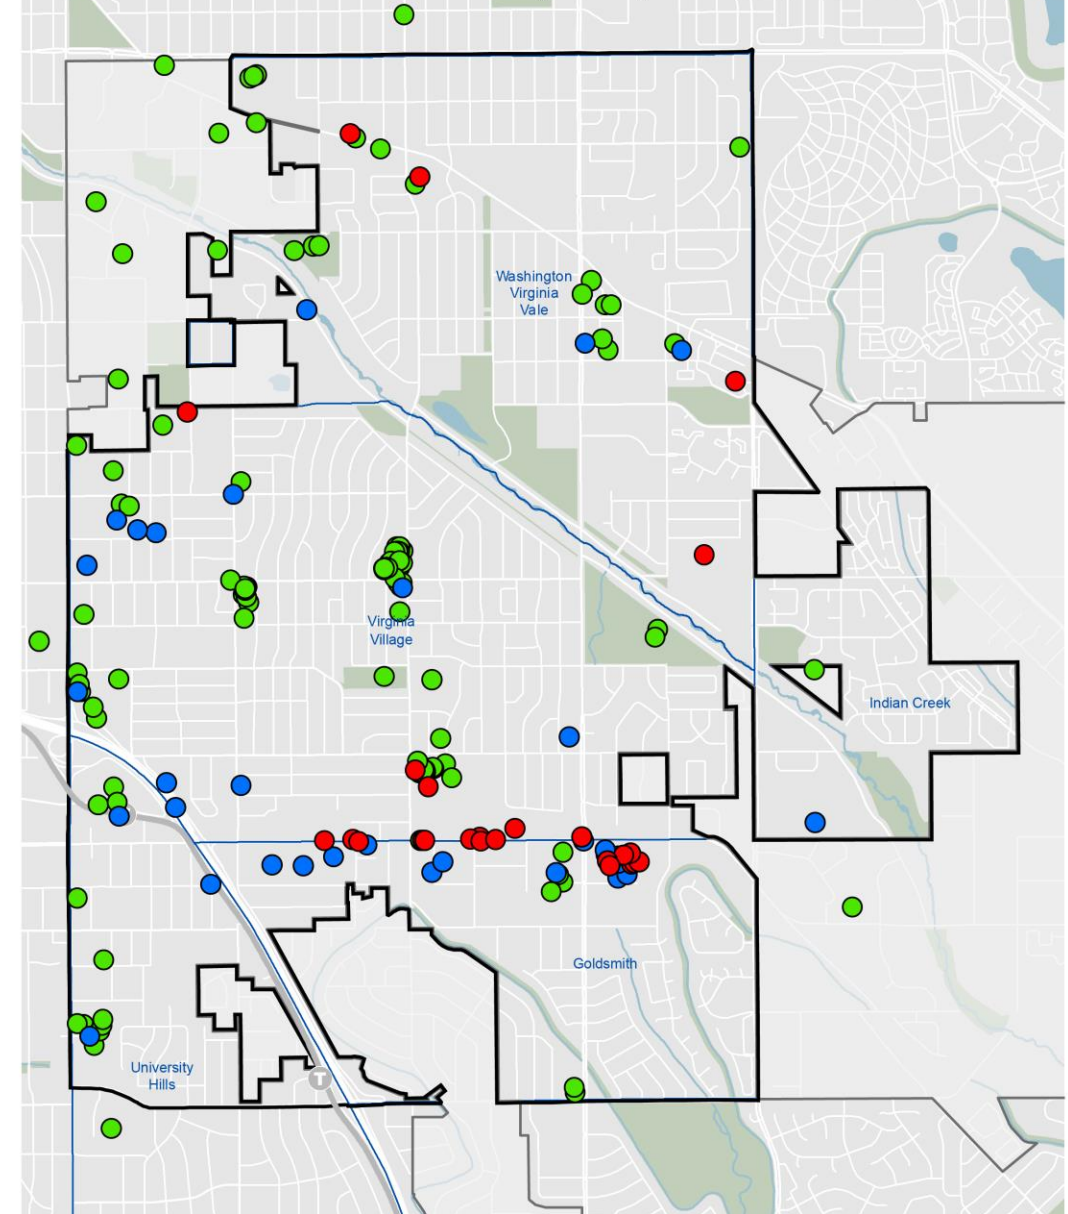 Washington
Virginia
Vale
Virginia
Village
Indian Creek
Goldsmith
University
Hills
T